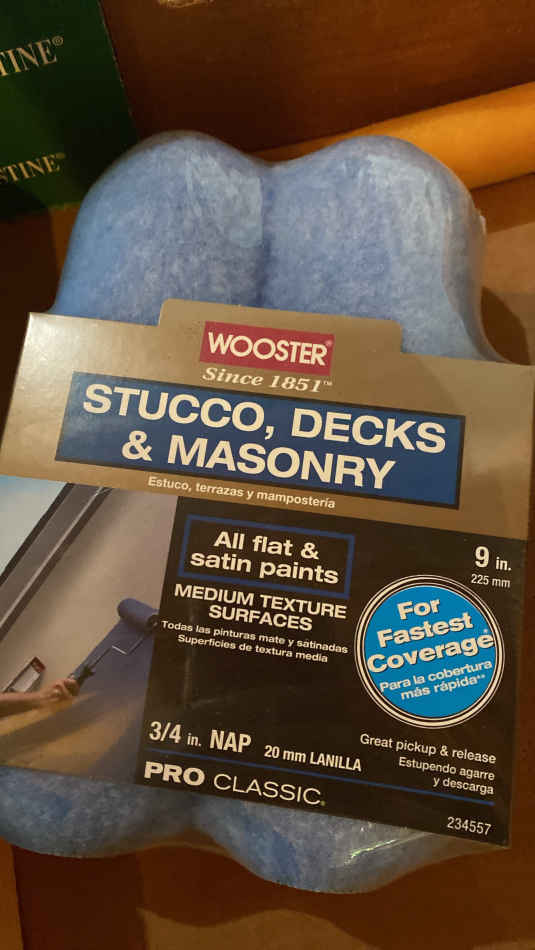 TINE®
STINE®
WOOSTER®
Since 1851™
STUCCO, DECKS
& MASONRY
Estuco, terrazas y mampostería
All flat &
satin paints
MEDIUM TEXTURE
SURFACES
Todas las pinturas mate y satinadas
Superficies de textura media
9 in.
225 mm
For
Fastest
Coverage*
Para la cobertura
más rápida**
3/4 in. NAP 20 mm LANILLA
Great pickup & release
Estupendo agarre
y descarga
PRO CLASSIC®
234557